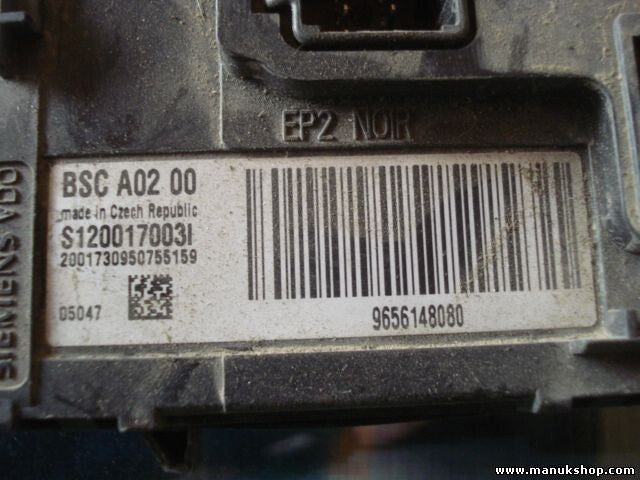 EP2 NOIR
BSC A02 00
made in Czech Republic
S120017003I
2001730950755159
05047
9656148080
SIEMENS VDO
www.manukshop.com